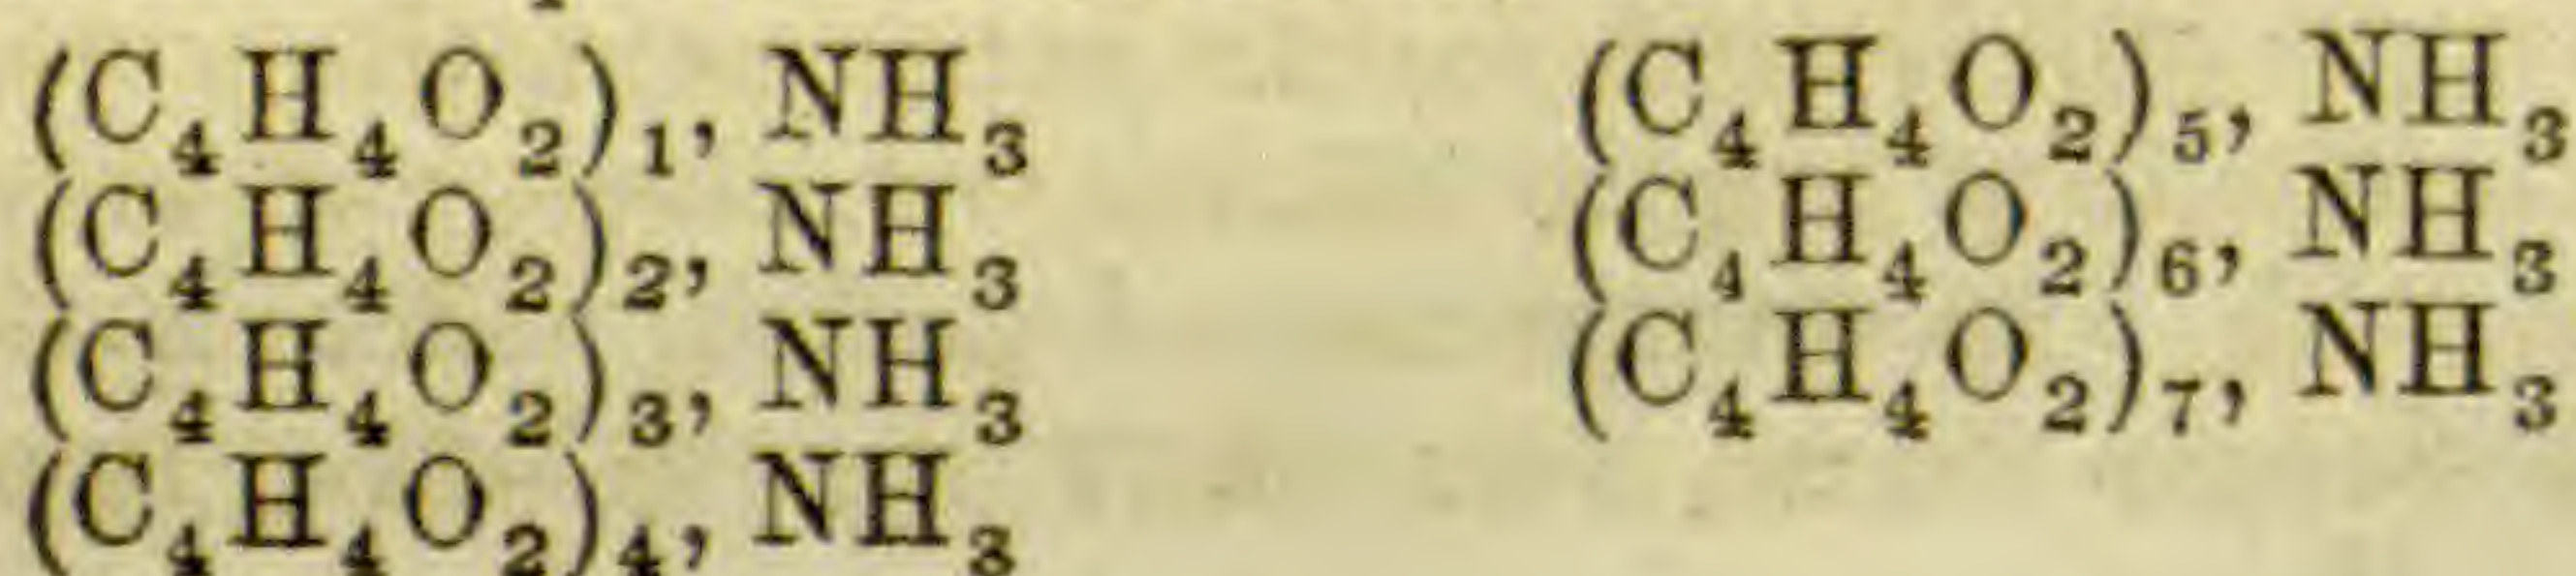 (C₄H₄O₂)₁, NH₃
(C₄H₄O₂)₂, NH₃
(C₄H₄O₂)₃, NH₃
(C₄H₄O₂)₄, NH₃
(C₄H₄O₂)₅, NH₃
(C₄H₄O₂)₆, NH₃
(C₄H₄O₂)₇, NH₃